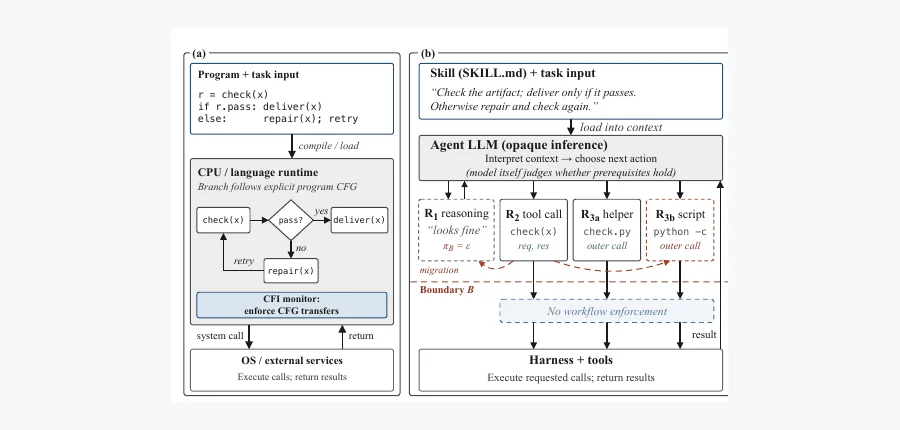 (a)
Program + task input
r = check(x)
if r.pass: deliver(x)
else: repair(x); retry
compile / load
CPU / language runtime
Branch follows explicit program CFG
check(x)
pass?
yes
deliver(x)
no
retry
repair(x)
CFI monitor:
enforce CFG transfers
system call
return
OS / external services
Execute calls; return results
(b)
Skill (SKILL.md) + task input
“Check the artifact; deliver only if it passes.
Otherwise repair and check again.”
load into context
Agent LLM (opaque inference)
Interpret context → choose next action
(model itself judges whether prerequisites hold)
R1 reasoning
“looks fine”
πB = ε
R2 tool call
check(x)
req, res
R3a helper
check.py
outer call
R3b script
python -c
outer call
migration
Boundary B
No workflow enforcement
result
Harness + tools
Execute requested calls; return results